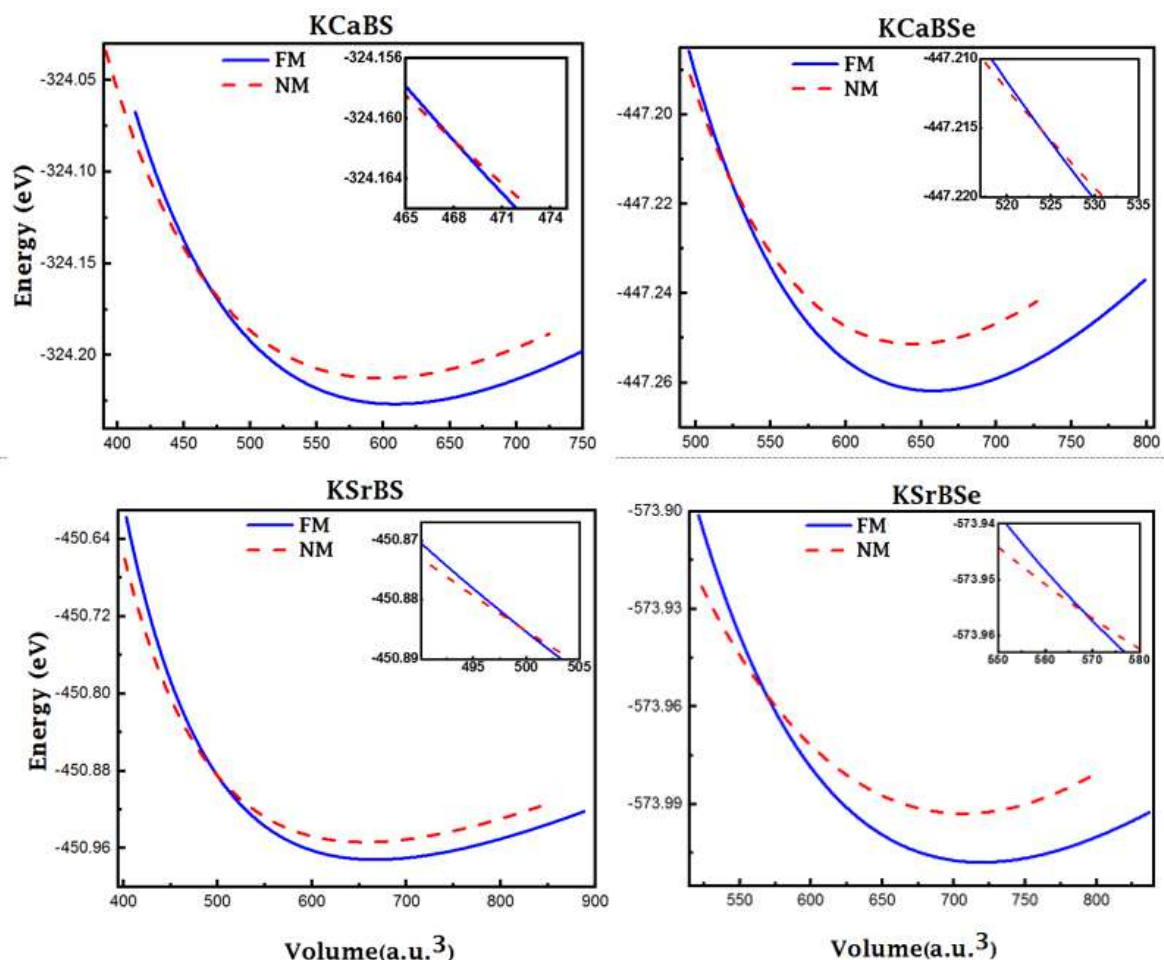 KCaBS
FM
NM
-324.156
-324.160
-324.164
465 468 471 474
-324.05
-324.10
-324.15
-324.20
Energy (eV)
400 450 500 550 600 650 700 750
KCaBSe
FM
NM
-447.210
-447.215
-447.220
520 525 530 535
-447.20
-447.22
-447.24
-447.26
500 550 600 650 700 750 800
KSrBS
FM
NM
-450.87
-450.88
-450.89
495 500 505
-450.64
-450.72
-450.80
-450.88
-450.96
Energy (eV)
400 500 600 700 800 900
Volume(a.u.³)
KSrBSe
FM
NM
-573.94
-573.96
-573.96
550 560 570 580
-573.90
-573.93
-573.96
-573.99
550 600 650 700 750 800
Volume(a.u.³)